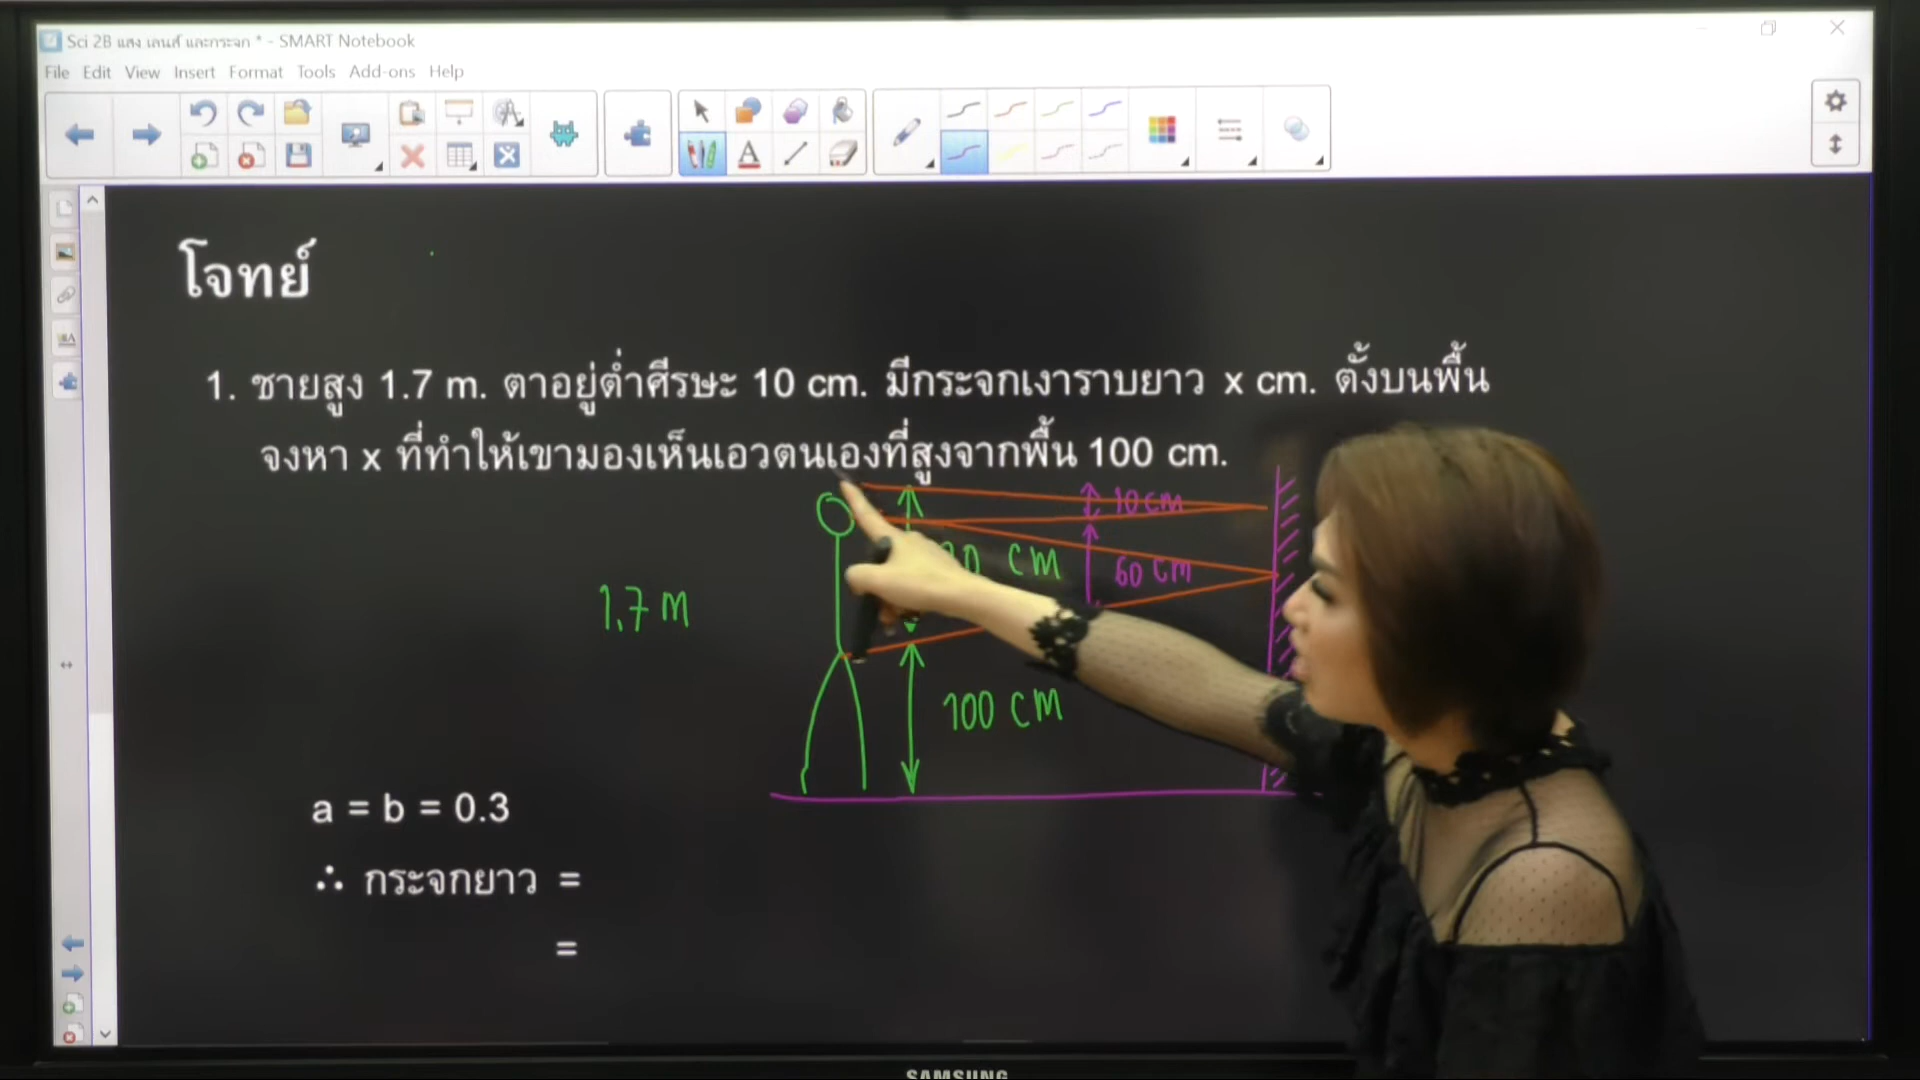 Sci 2B แสง เลนส์ และกระจก * - SMART Notebook
File Edit View Insert Format Tools Add-ons Help
โจทย์
1. ชายสูง 1.7 m. ตาอยู่ต่ำศีรษะ 10 cm. มีกระจกเงาราบยาว x cm. ตั้งบนพื้น
จงหา x ที่ทำให้เขามองเห็นเอวตนเองที่สูงจากพื้น 100 cm.
10 cm
cm
60 cm
1.7 m
100 cm
a = b = 0.3
∴ กระจกยาว =
=
SAMSUNG